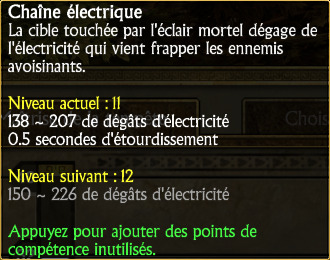 Chaîne électrique
La cible touchée par l'éclair mortel dégage de
l'électricité qui vient frapper les ennemis
avoisinants.
Niveau actuel : 11
138 ~ 207 de dégâts d'électricité
0.5 secondes d'étourdissement
Niveau suivant : 12
150 ~ 226 de dégâts d'électricité
Appuyez pour ajouter des points de
compétence inutilisés.